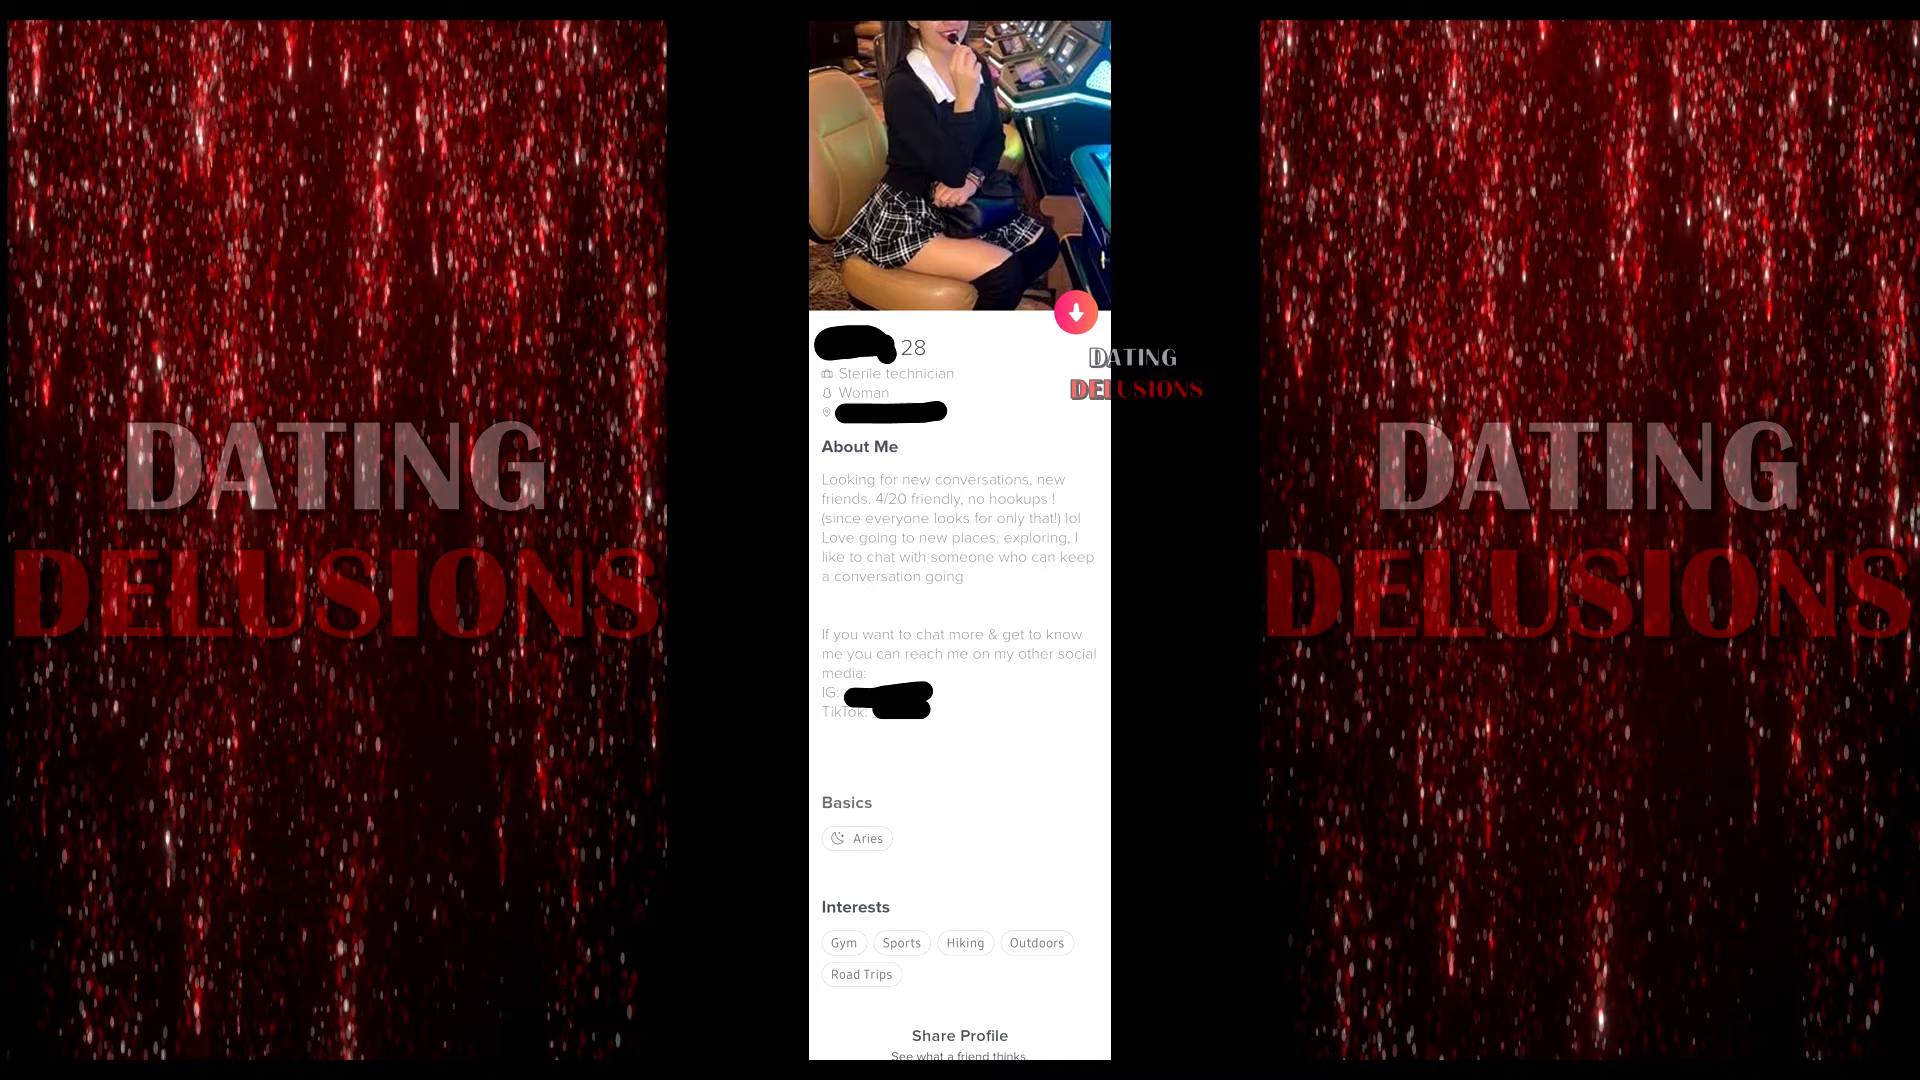 DATING
DELUSIONS
28
Sterile technician
Woman
DATING
DELUSIONS
About Me
Looking for new conversations, new
friends. 4/20 friendly, no hookups !
(since everyone looks for only that!) lol
Love going to new places, exploring, I
like to chat with someone who can keep
a conversation going
If you want to chat more & get to know
me you can reach me on my other social
media:
IG:
TikTok:
Basics
Aries
Interests
Gym Sports Hiking Outdoors
Road Trips
Share Profile
See what a friend thinks.
DATING
DELUSIONS